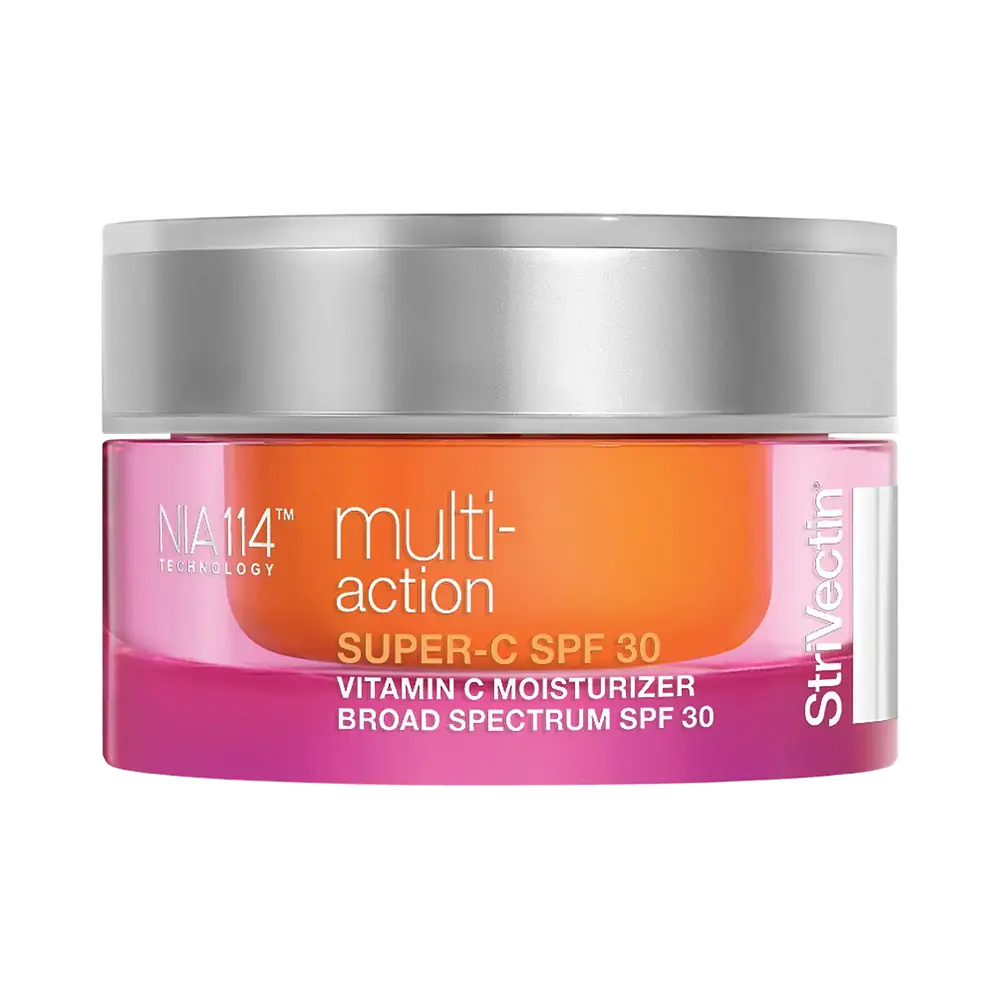 NIA114™
TECHNOLOGY
multi-
action
SUPER-C SPF 30
VITAMIN C MOISTURIZER
BROAD SPECTRUM SPF 30
StriVectin®